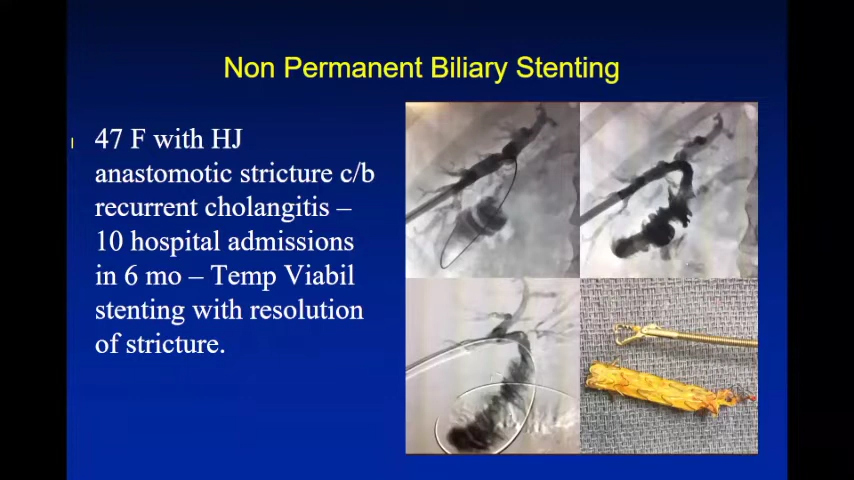 Non Permanent Biliary Stenting
47 F with HJ
anastomotic stricture c/b
recurrent cholangitis –
10 hospital admissions
in 6 mo – Temp Viabil
stenting with resolution
of stricture.